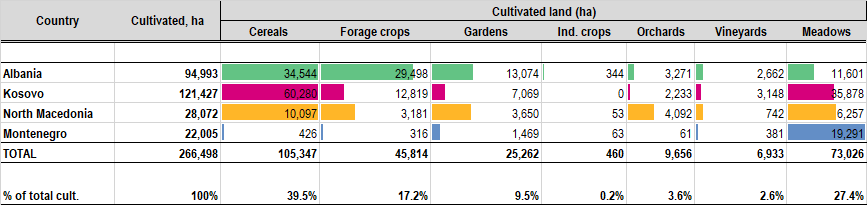 Country Cultivated, ha Cultivated land (ha)
Cereals Forage crops Gardens Ind. crops Orchards Vineyards Meadows
Albania 94,993 34,544 29,498 13,074 344 3,271 2,662 11,601
Kosovo 121,427 60,280 12,819 7,069 0 2,233 3,148 35,878
North Macedonia 28,072 10,097 3,181 3,650 53 4,092 742 6,257
Montenegro 22,005 426 316 1,469 63 61 381 19,291
TOTAL 266,498 105,347 45,814 25,262 460 9,656 6,933 73,026
% of total cult. 100% 39.5% 17.2% 9.5% 0.2% 3.6% 2.6% 27.4%